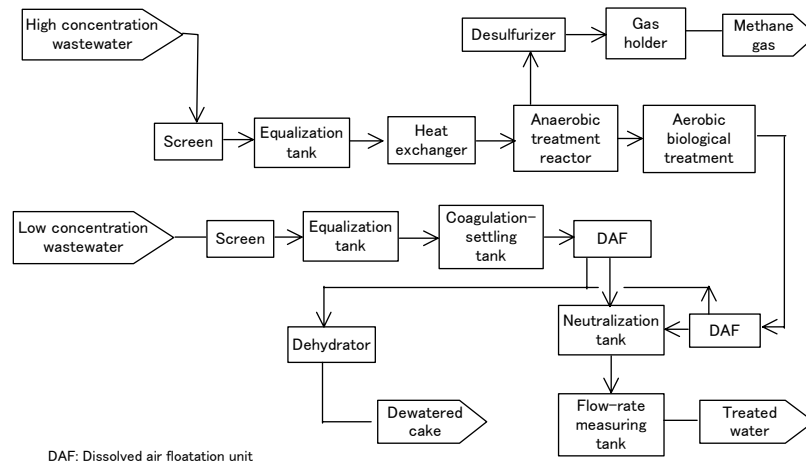 High concentration
wastewater
Desulfurizer
Gas
holder
Methane
gas
Screen
Equalization
tank
Heat
exchanger
Anaerobic
treatment
reactor
Aerobic
biological
treatment
Low concentration
wastewater
Screen
Equalization
tank
Coagulation-
settling
tank
DAF
Dehydrator
Neutralization
tank
DAF
Dewatered
cake
Flow-rate
measuring
tank
Treated
water
DAF: Dissolved air floatation unit